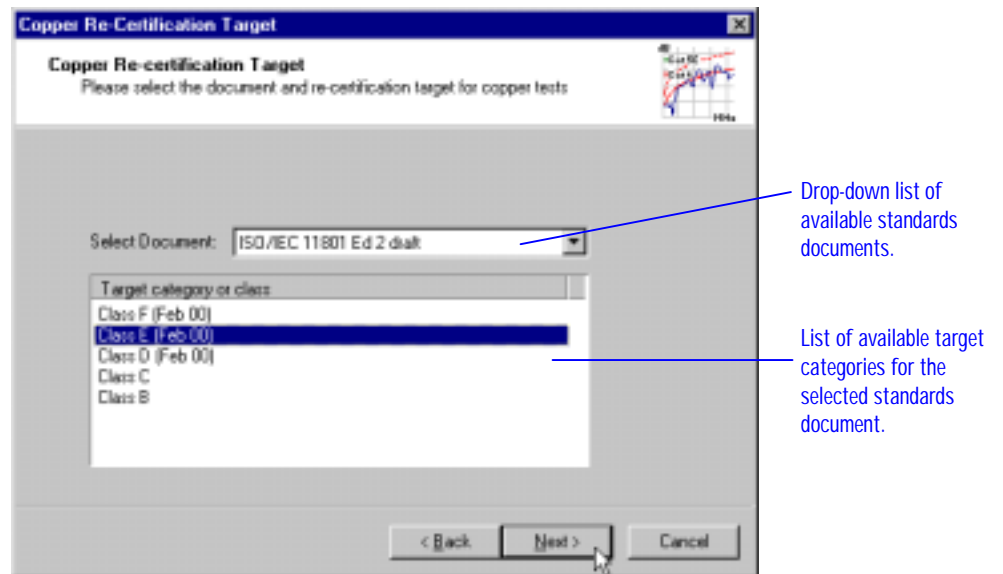 Copper Re-Certification Target
Copper Re-certification Target
Please select the document and re-certification target for copper tests
dB
MHz
Select Document:
ISO/IEC 11801 Ed 2 draft
Target category or class
Class F (Feb 00)
Class E (Feb 00)
Class D (Feb 00)
Class C
Class B
< Back
Next >
Cancel
Drop-down list of
available standards
documents.
List of available target
categories for the
selected standards
document.